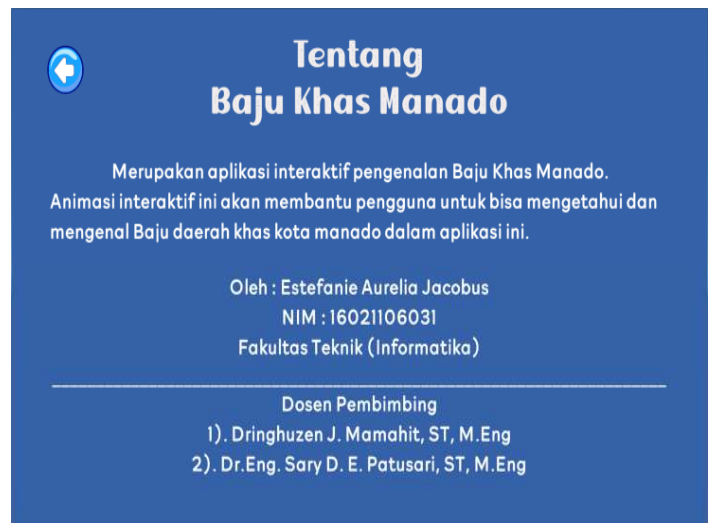 Tentang
Baju Khas Manado
Merupakan aplikasi interaktif pengenalan Baju Khas Manado.
Animasi interaktif ini akan membantu pengguna untuk bisa mengetahui dan
mengenal Baju daerah khas kota manado dalam aplikasi ini.
Oleh : Estefanie Aurelia Jacobus
NIM : 16021106031
Fakultas Teknik (Informatika)
Dosen Pembimbing
1). Dringhuzen J. Mamahit, ST, M.Eng
2). Dr.Eng. Sary D. E. Patusari, ST, M.Eng